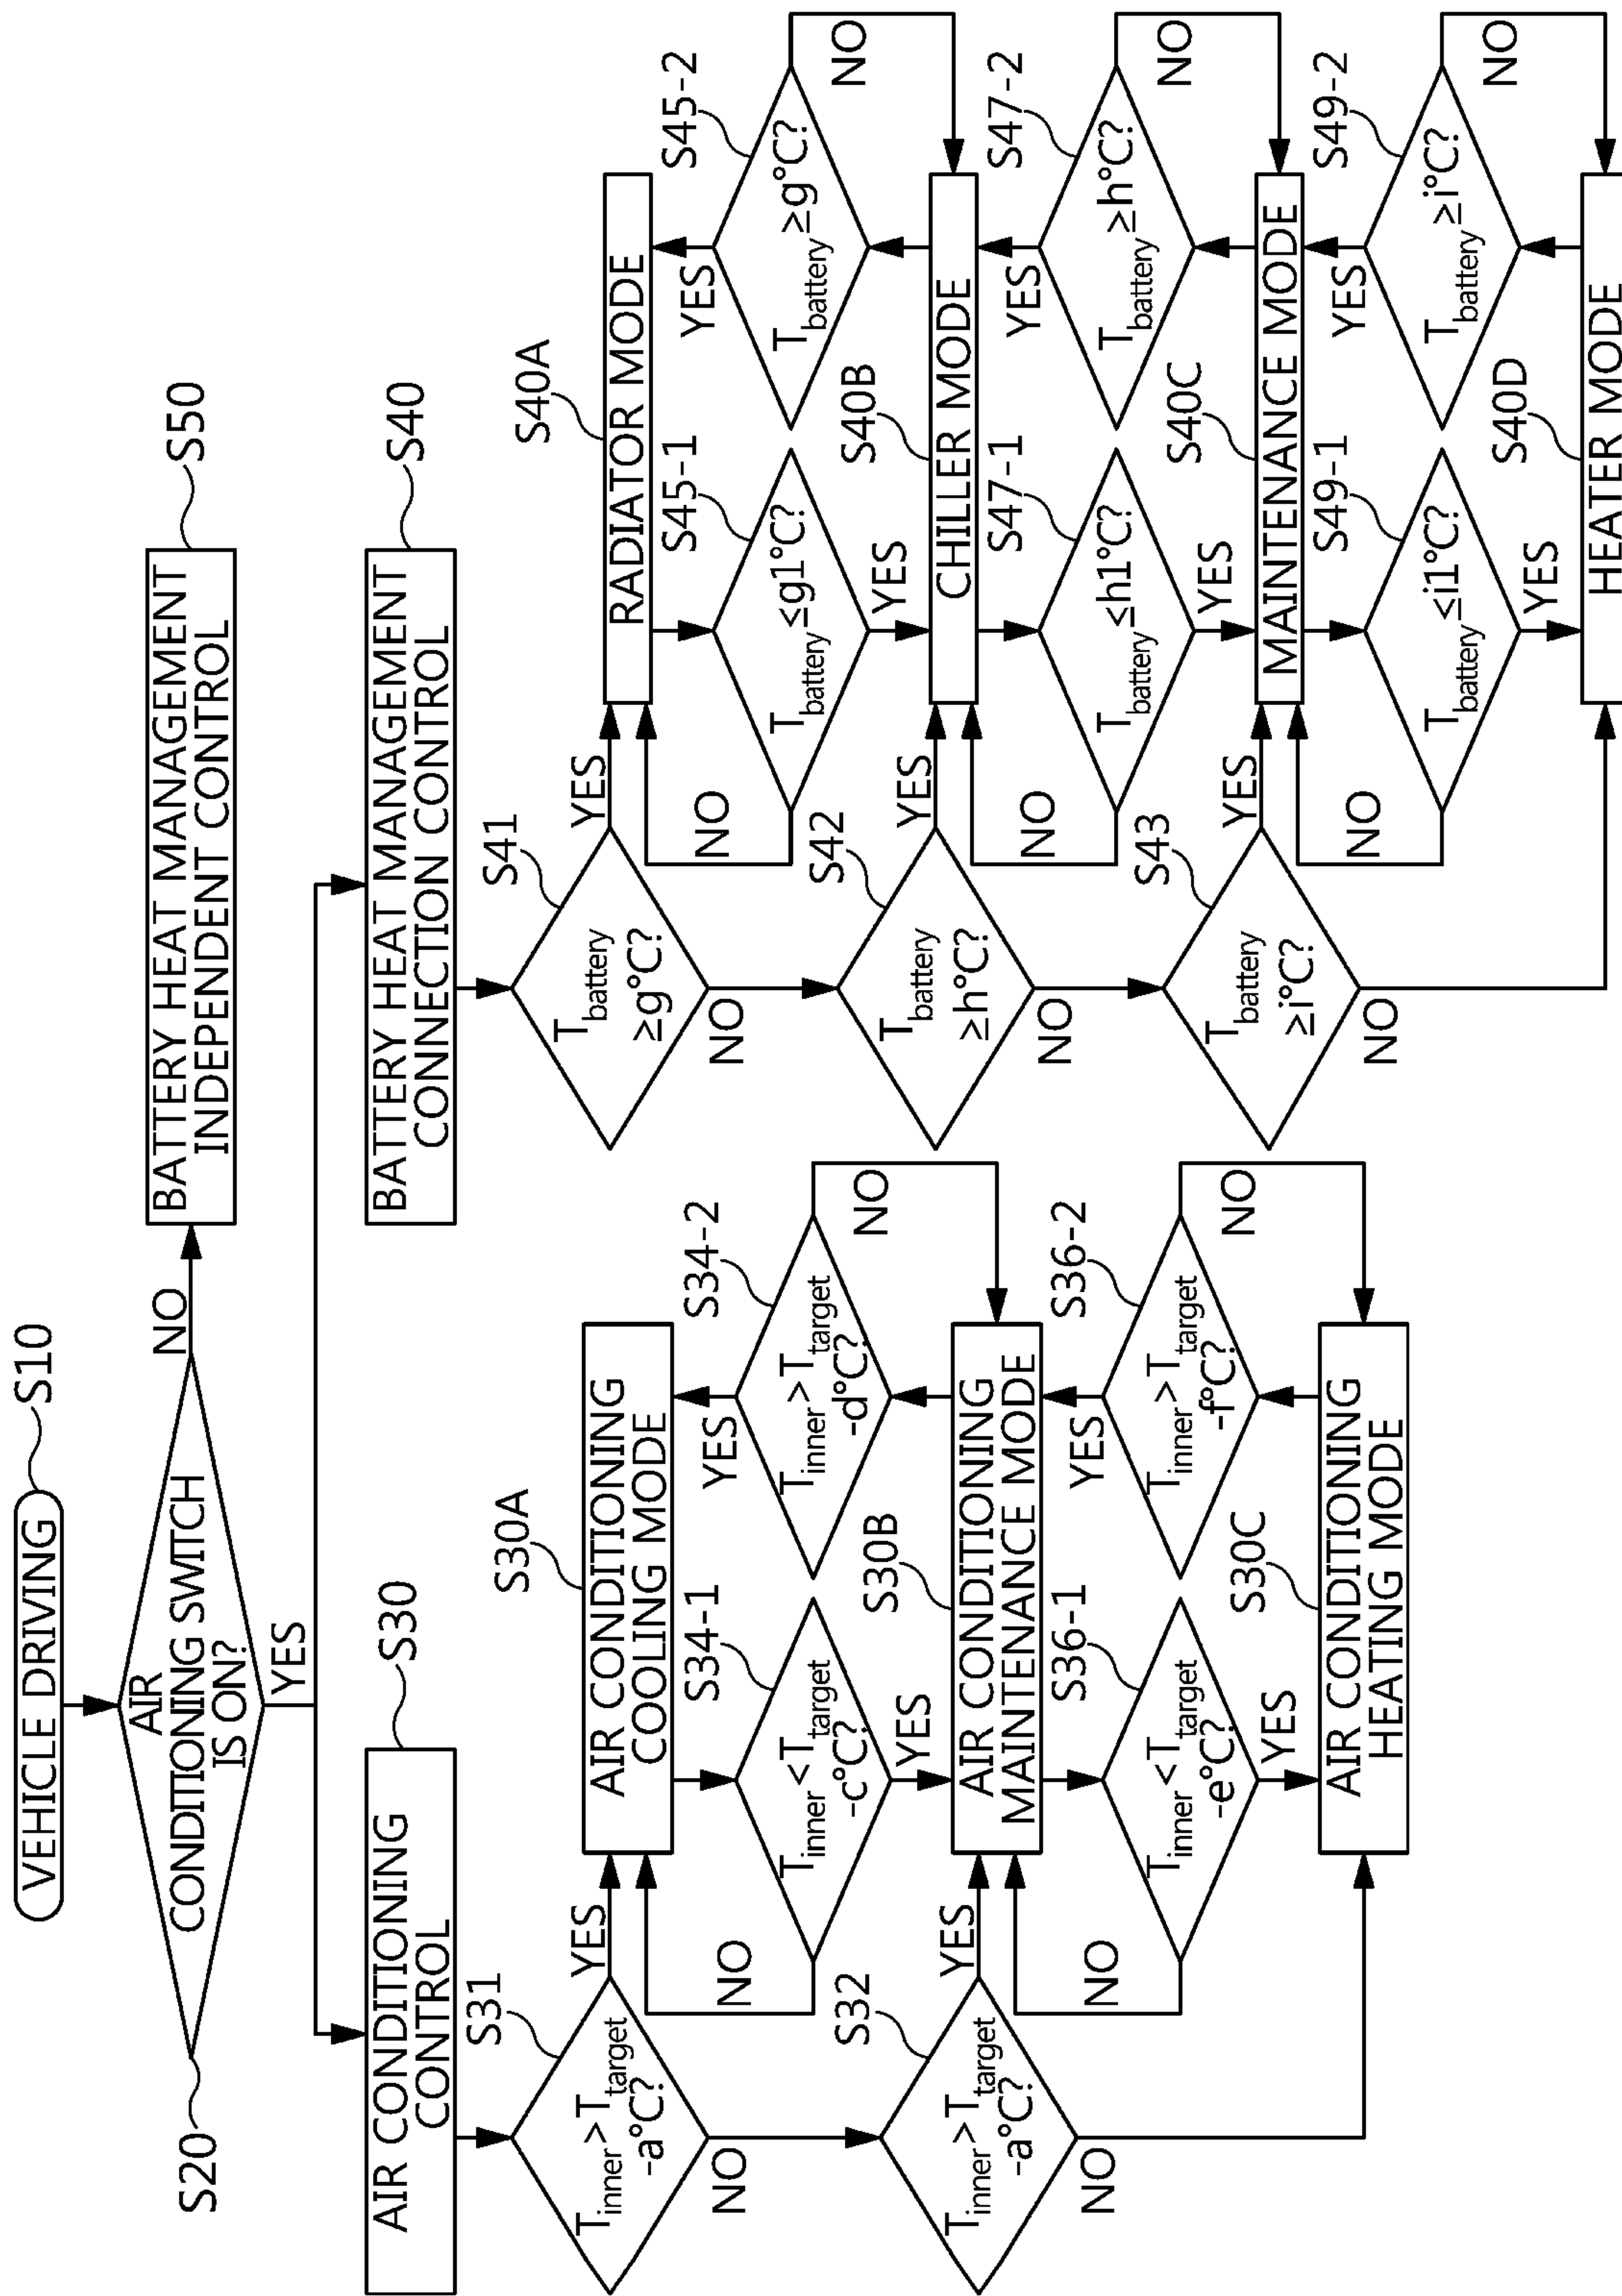 VEHICLE DRIVING
S10
S20
AIR
CONDITIONING SWITCH
IS ON?
NO
YES
BATTERY HEAT MANAGEMENT
INDEPENDENT CONTROL
S50
AIR CONDITIONING
CONTROL
S30
BATTERY HEAT MANAGEMENT
CONNECTION CONTROL
S40
S31
Tinner>Ttarget
-a°C?
YES
NO
S30A
AIR CONDITIONING
COOLING MODE
S34-1
Tinner<Ttarget
-c°C?
NO
YES
S34-2
Tinner>Ttarget
-d°C?
YES
NO
S32
Tinner>Ttarget
-a°C?
YES
NO
S30B
AIR CONDITIONING
MAINTENANCE MODE
S36-1
Tinner<Ttarget
-e°C?
NO
YES
S36-2
Tinner>Ttarget
-f°C?
YES
NO
S30C
AIR CONDITIONING
HEATING MODE
S41
Tbattery
≥g°C?
YES
NO
S40A
RADIATOR MODE
S45-1
Tbattery≤g1°C?
NO
YES
S45-2
Tbattery≥g°C?
YES
NO
S42
Tbattery
≥h°C?
YES
NO
S40B
CHILLER MODE
S47-1
Tbattery≤h1°C?
NO
YES
S47-2
Tbattery≥h°C?
YES
NO
S43
Tbattery
≥i°C?
YES
NO
S40C
MAINTENANCE MODE
S49-1
Tbattery≤i1°C?
NO
YES
S49-2
Tbattery≥i°C?
YES
NO
S40D
HEATER MODE